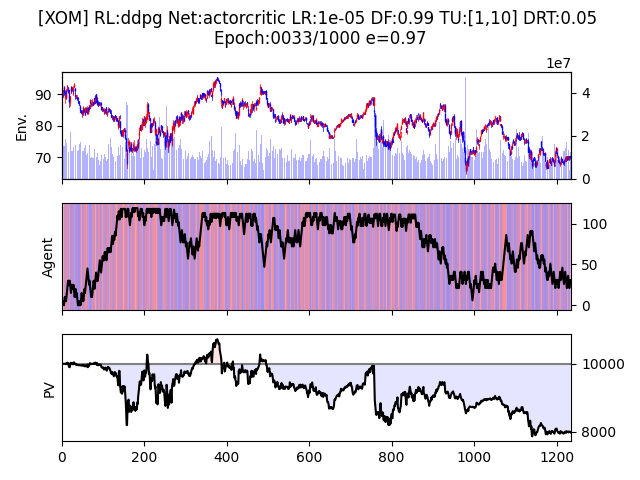 [XOM] RL:ddpg Net:actorcritic LR:1e-05 DF:0.99 TU:[1,10] DRT:0.05
Epoch:0033/1000 e=0.97
1e7
Env.
90
80
70
4
2
0
Agent
100
50
0
PV
10000
8000
0 200 400 600 800 1000 1200